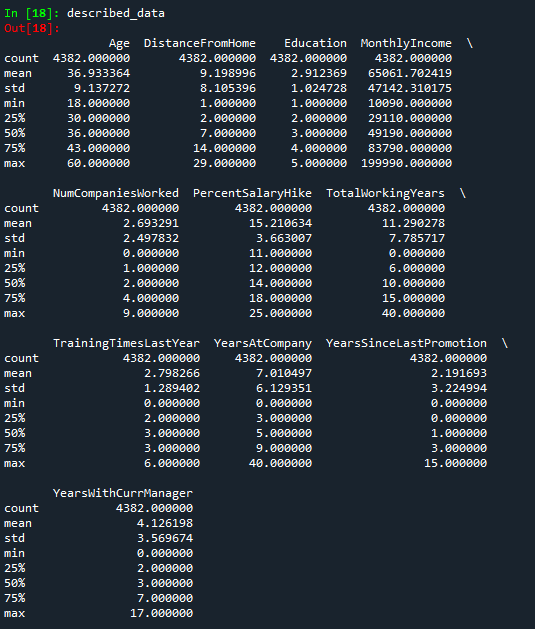 In [18]: described_data
Out[18]:
Age DistanceFromHome Education MonthlyIncome \
count 4382.000000 4382.000000 4382.000000 4382.000000
mean 36.933364 9.198996 2.912369 65061.702419
std 9.137272 8.105396 1.024728 47142.310175
min 18.000000 1.000000 1.000000 10090.000000
25% 30.000000 2.000000 2.000000 29110.000000
50% 36.000000 7.000000 3.000000 49190.000000
75% 43.000000 14.000000 4.000000 83790.000000
max 60.000000 29.000000 5.000000 199990.000000
NumCompaniesWorked PercentSalaryHike TotalWorkingYears \
count 4382.000000 4382.000000 4382.000000
mean 2.693291 15.210634 11.290278
std 2.497832 3.663007 7.785717
min 0.000000 11.000000 0.000000
25% 1.000000 12.000000 6.000000
50% 2.000000 14.000000 10.000000
75% 4.000000 18.000000 15.000000
max 9.000000 25.000000 40.000000
TrainingTimesLastYear YearsAtCompany YearsSinceLastPromotion \
count 4382.000000 4382.000000 4382.000000
mean 2.798266 7.010497 2.191693
std 1.289402 6.129351 3.224994
min 0.000000 0.000000 0.000000
25% 2.000000 3.000000 0.000000
50% 3.000000 5.000000 1.000000
75% 3.000000 9.000000 3.000000
max 6.000000 40.000000 15.000000
YearsWithCurrManager
count 4382.000000
mean 4.126198
std 3.569674
min 0.000000
25% 2.000000
50% 3.000000
75% 7.000000
max 17.000000